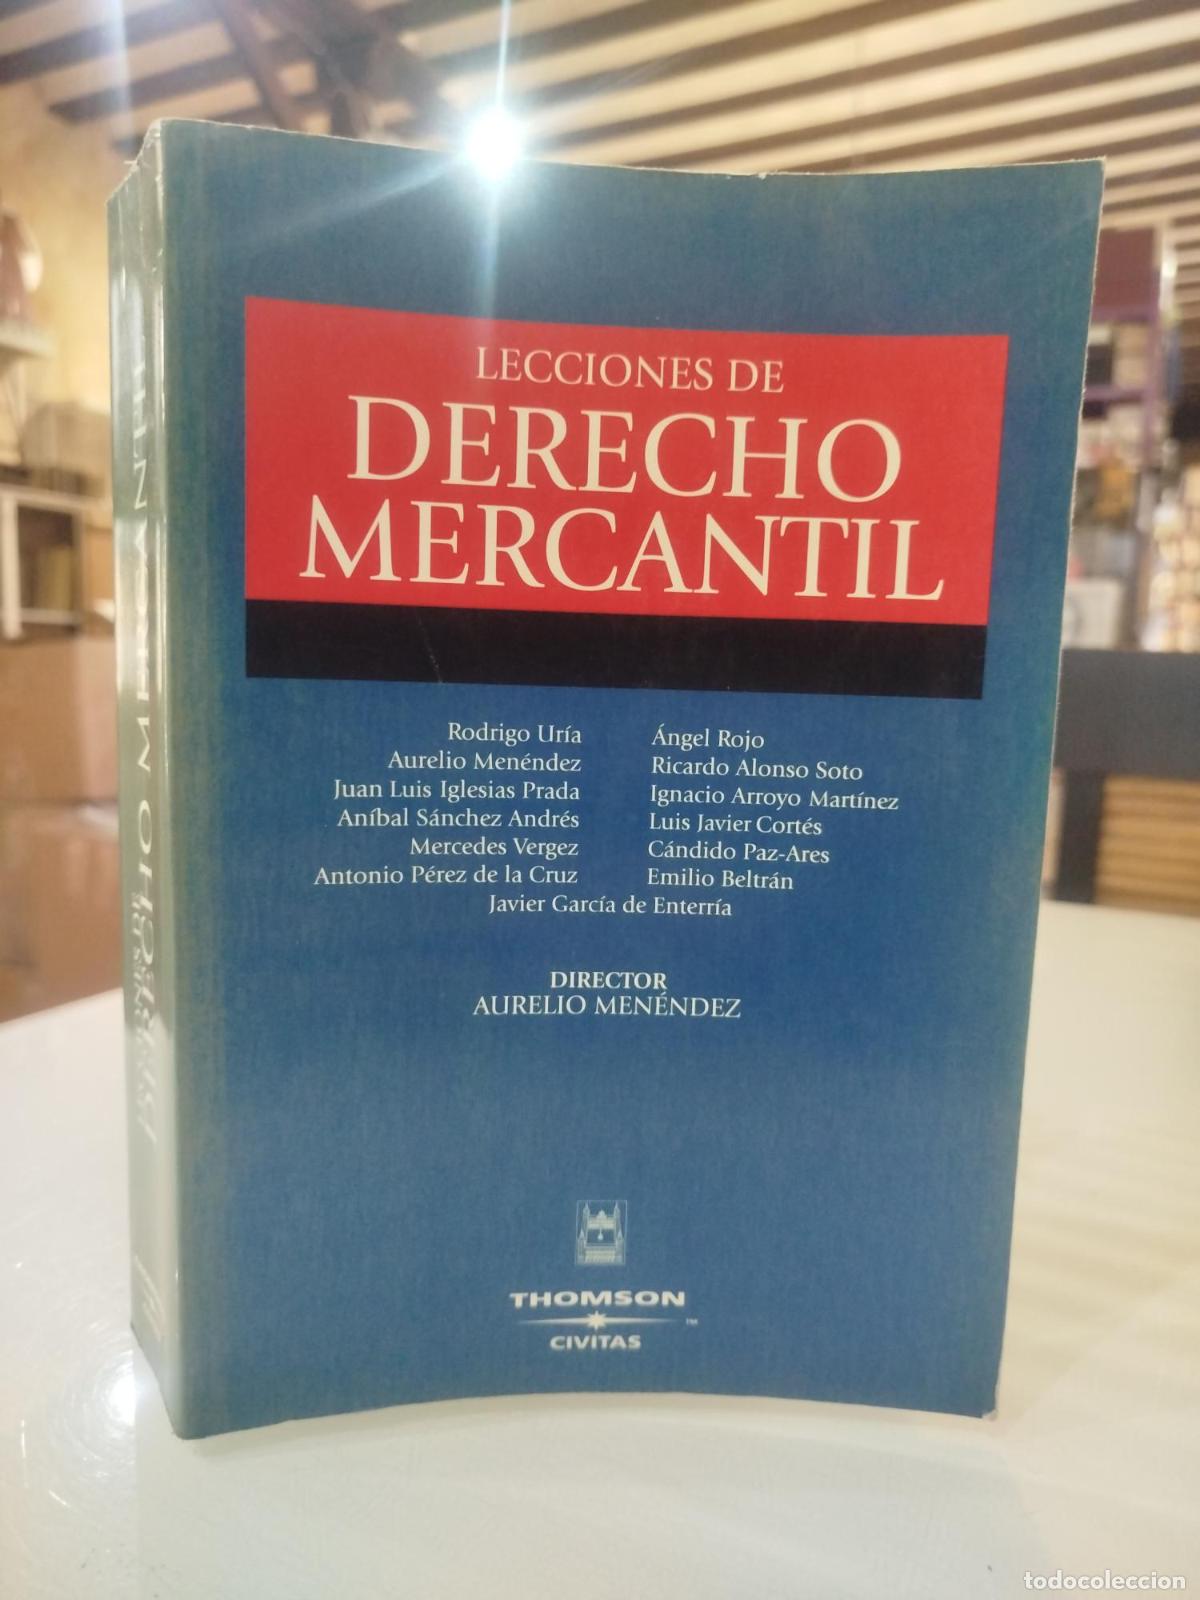 LECCIONES DE
DERECHO
MERCANTIL
Rodrigo Uría
Aurelio Menéndez
Juan Luis Iglesias Prada
Aníbal Sánchez Andrés
Mercedes Vergez
Antonio Pérez de la Cruz
Ángel Rojo
Ricardo Alonso Soto
Ignacio Arroyo Martínez
Luis Javier Cortés
Cándido Paz-Ares
Emilio Beltrán
Javier García de Enterría
DIRECTOR
AURELIO MENÉNDEZ
THOMSON
™
CIVITAS
todocoleccion